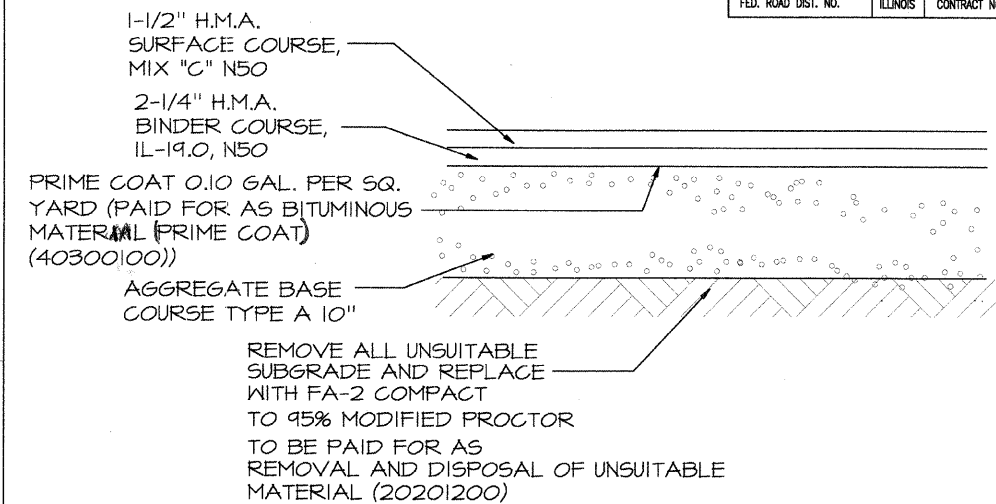 FED. ROAD DIST. NO. ILLINOIS CONTRACT N
1-1/2" H.M.A.
SURFACE COURSE,
MIX "C" N50
2-1/4" H.M.A.
BINDER COURSE,
IL-19.0, N50
PRIME COAT 0.10 GAL. PER SQ.
YARD (PAID FOR AS BITUMINOUS
MATERIAL (PRIME COAT)
(40300100))
AGGREGATE BASE
COURSE TYPE A 10"
REMOVE ALL UNSUITABLE
SUBGRADE AND REPLACE
WITH FA-2 COMPACT
TO 95% MODIFIED PROCTOR
TO BE PAID FOR AS
REMOVAL AND DISPOSAL OF UNSUITABLE
MATERIAL (20201200)